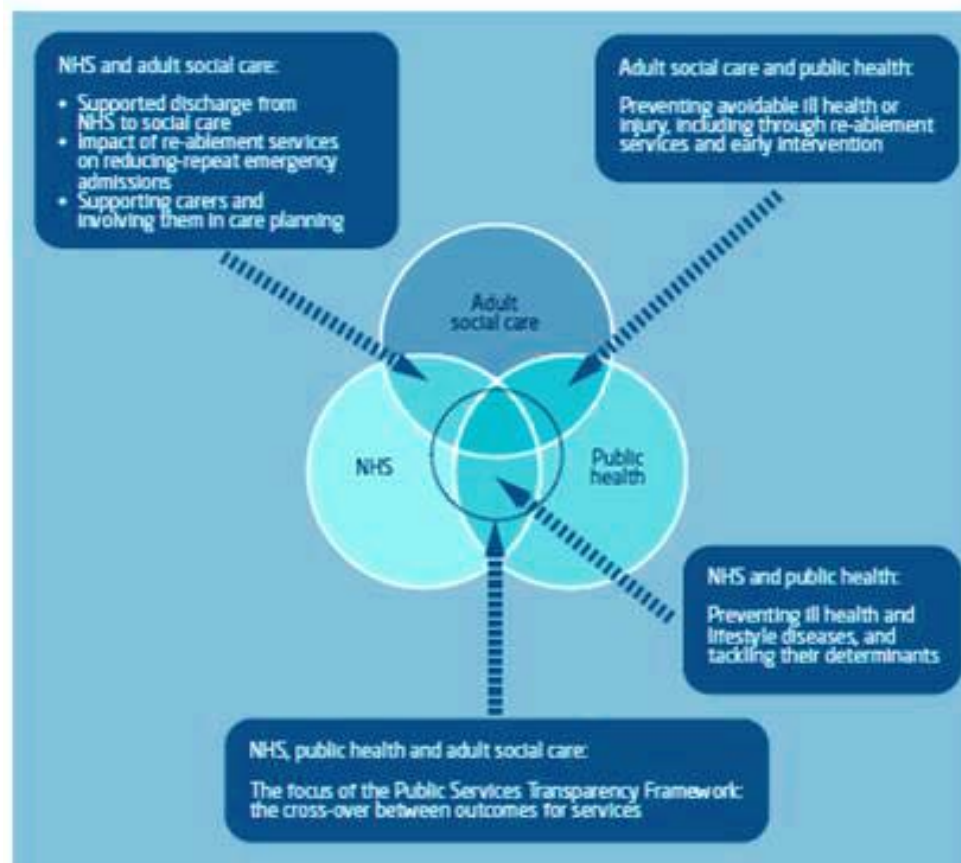 NHS and adult social care:
• Supported discharge from
NHS to social care
• Impact of re-ablement services
on reducing-repeat emergency
admissions
• Supporting carers and
involving them in care planning
Adult social care and public health:
Preventing avoidable ill health or
injury, including through re-ablement
services and early intervention
Adult
social care
NHS
Public
health
NHS and public health:
Preventing ill health and
lifestyle diseases, and
tackling their determinants
NHS, public health and adult social care:
The focus of the Public Services Transparency Framework:
the cross-over between outcomes for services